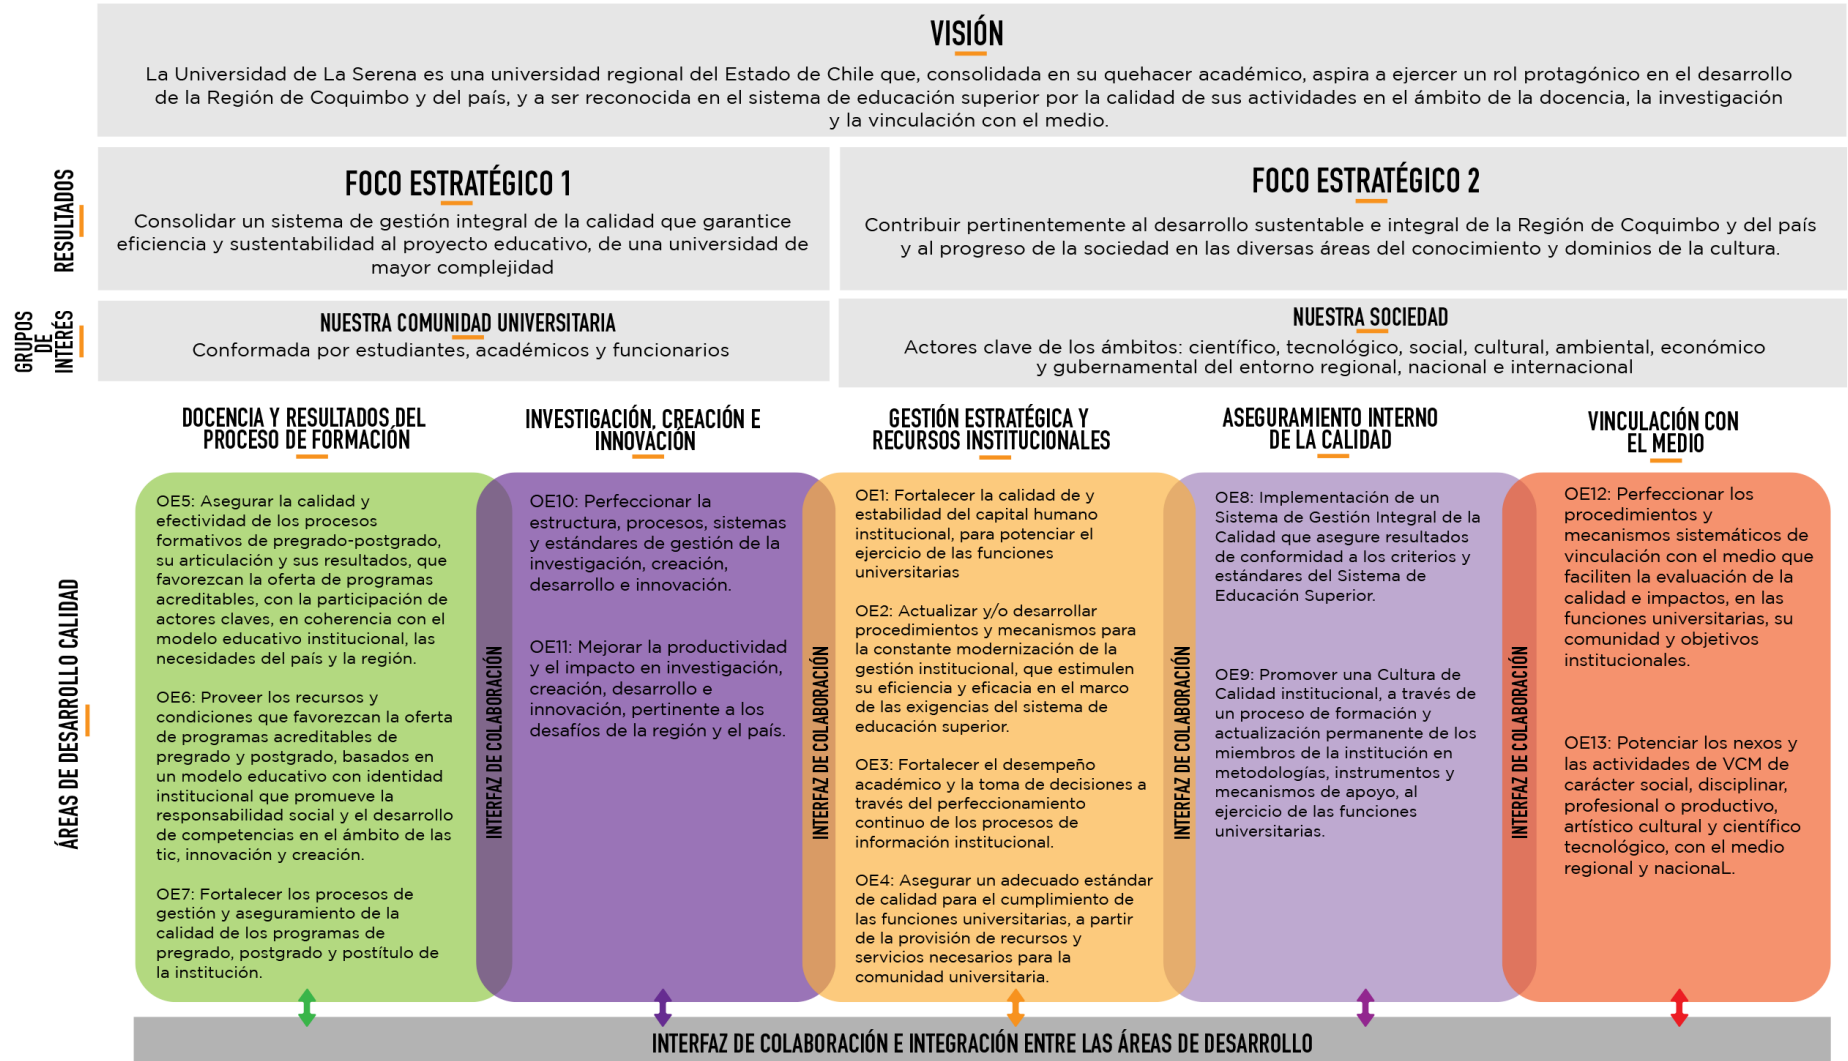 VISIÓN
La Universidad de La Serena es una universidad regional del Estado de Chile que, consolidada en su quehacer académico, aspira a ejercer un rol protagónico en el desarrollo
de la Región de Coquimbo y del país, y a ser reconocida en el sistema de educación superior por la calidad de sus actividades en el ámbito de la docencia, la investigación
y la vinculación con el medio.
RESULTADOS
FOCO ESTRATÉGICO 1
Consolidar un sistema de gestión integral de la calidad que garantice
eficiencia y sustentabilidad al proyecto educativo, de una universidad de
mayor complejidad
FOCO ESTRATÉGICO 2
Contribuir pertinentemente al desarrollo sustentable e integral de la Región de Coquimbo y del país
y al progreso de la sociedad en las diversas áreas del conocimiento y dominios de la cultura.
GRUPOS
DE
INTERÉS
NUESTRA COMUNIDAD UNIVERSITARIA
Conformada por estudiantes, académicos y funcionarios
NUESTRA SOCIEDAD
Actores clave de los ámbitos: científico, tecnológico, social, cultural, ambiental, económico
y gubernamental del entorno regional, nacional e internacional
ÁREAS DE DESARROLLO CALIDAD
DOCENCIA Y RESULTADOS DEL
PROCESO DE FORMACIÓN
OE5: Asegurar la calidad y
efectividad de los procesos
formativos de pregrado-postgrado,
su articulación y sus resultados, que
favorezcan la oferta de programas
acreditables, con la participación de
actores claves, en coherencia con el
modelo educativo institucional, las
necesidades del país y la región.
OE6: Proveer los recursos y
condiciones que favorezcan la oferta
de programas acreditables de
pregrado y postgrado, basados en
un modelo educativo con identidad
institucional que promueve la
responsabilidad social y el desarrollo
de competencias en el ámbito de las
tic, innovación y creación.
OE7: Fortalecer los procesos de
gestión y aseguramiento de la
calidad de los programas de
pregrado, postgrado y postítulo de
la institución.
INTERFAZ DE COLABORACIÓN
INVESTIGACIÓN, CREACIÓN E
INNOVACIÓN
OE10: Perfeccionar la
estructura, procesos, sistemas
y estándares de gestión de la
investigación, creación,
desarrollo e innovación.
OE11: Mejorar la productividad
y el impacto en investigación,
creación, desarrollo e
innovación, pertinente a los
desafíos de la región y el país.
INTERFAZ DE COLABORACIÓN
GESTIÓN ESTRATÉGICA Y
RECURSOS INSTITUCIONALES
OE1: Fortalecer la calidad de y
estabilidad del capital humano
institucional, para potenciar el
ejercicio de las funciones
universitarias
OE2: Actualizar y/o desarrollar
procedimientos y mecanismos para
la constante modernización de la
gestión institucional, que estimulen
su eficiencia y eficacia en el marco
de las exigencias del sistema de
educación superior.
OE3: Fortalecer el desempeño
académico y la toma de decisiones a
través del perfeccionamiento
continuo de los procesos de
información institucional.
OE4: Asegurar un adecuado estándar
de calidad para el cumplimiento de
las funciones universitarias, a partir
de la provisión de recursos y
servicios necesarios para la
comunidad universitaria.
INTERFAZ DE COLABORACIÓN
ASEGURAMIENTO INTERNO
DE LA CALIDAD
OE8: Implementación de un
Sistema de Gestión Integral de la
Calidad que asegure resultados
de conformidad a los criterios y
estándares del Sistema de
Educación Superior.
OE9: Promover una Cultura de
Calidad institucional, a través de
un proceso de formación y
actualización permanente de los
miembros de la institución en
metodologías, instrumentos y
mecanismos de apoyo, al
ejercicio de las funciones
universitarias.
INTERFAZ DE COLABORACIÓN
VINCULACIÓN CON
EL MEDIO
OE12: Perfeccionar los
procedimientos y
mecanismos sistemáticos de
vinculación con el medio que
faciliten la evaluación de la
calidad e impactos, en las
funciones universitarias, su
comunidad y objetivos
institucionales.
OE13: Potenciar los nexos y
las actividades de VCM de
carácter social, disciplinar,
profesional o productivo,
artístico cultural y científico
tecnológico, con el medio
regional y nacionaL.
INTERFAZ DE COLABORACIÓN E INTEGRACIÓN ENTRE LAS ÁREAS DE DESARROLLO